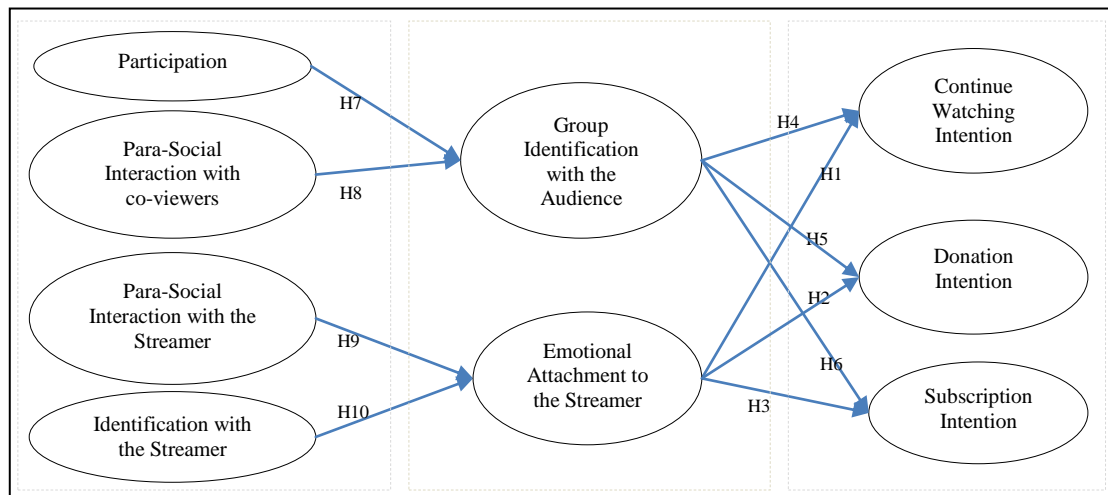 Participation
Para-Social
Interaction with
co-viewers
Para-Social
Interaction with the
Streamer
Identification with
the Streamer
H7
H8
H9
H10
Group
Identification
with the
Audience
Emotional
Attachment to
the Streamer
H4
H1
H5
H2
H6
H3
Continue
Watching
Intention
Donation
Intention
Subscription
Intention